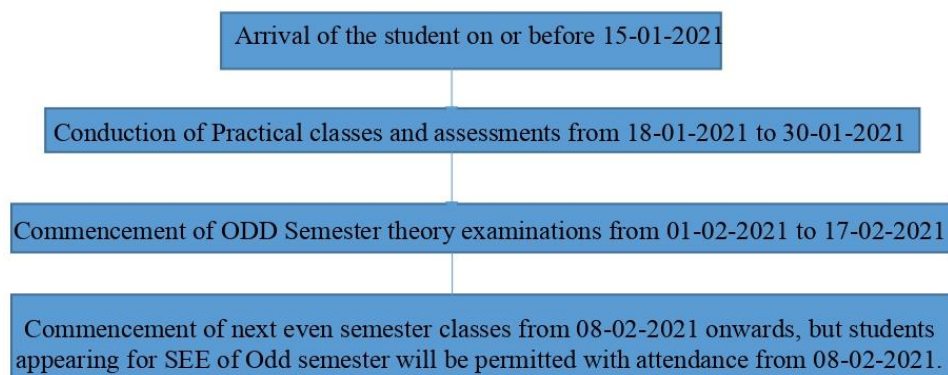 Arrival of the student on or before 15-01-2021
Conduction of Practical classes and assessments from 18-01-2021 to 30-01-2021
Commencement of ODD Semester theory examinations from 01-02-2021 to 17-02-2021
Commencement of next even semester classes from 08-02-2021 onwards, but students
appearing for SEE of Odd semester will be permitted with attendance from 08-02-2021.